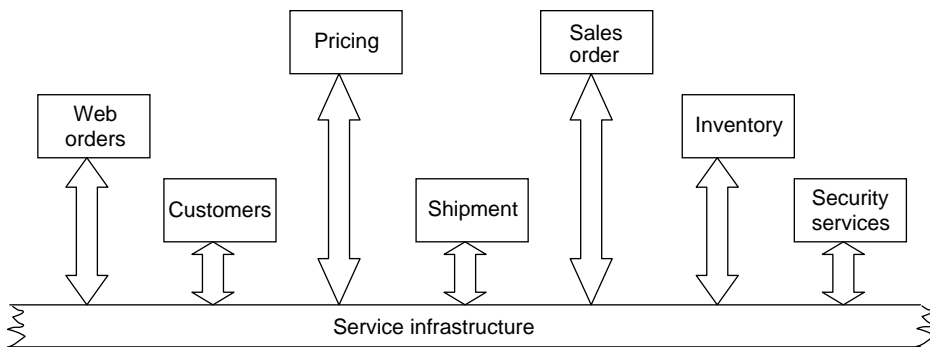 Pricing
Sales
order
Web
orders
Inventory
Customers
Shipment
Security
services
Service infrastructure